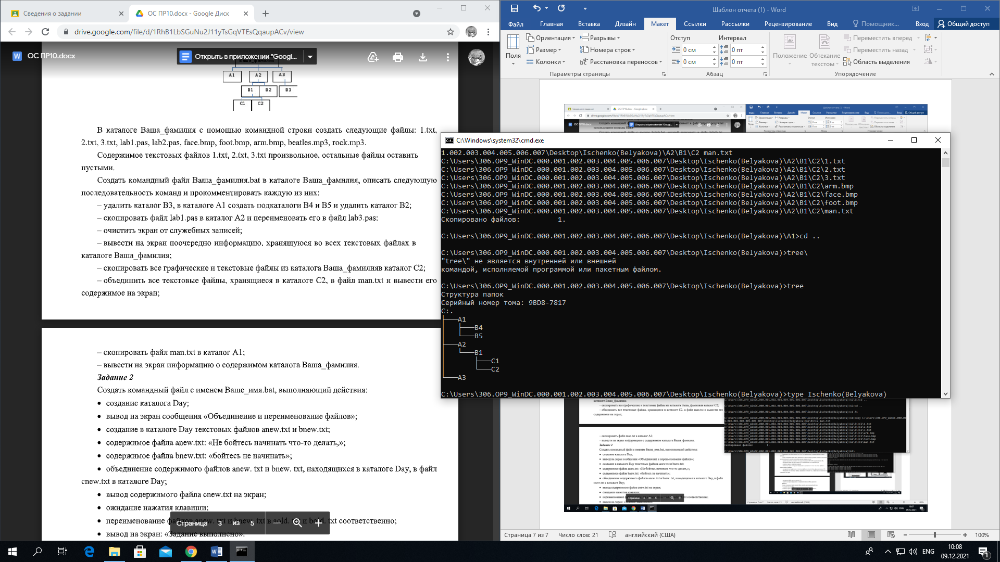 Сведения о задании
ОС ПР10.docx - Google Диск
drive.google.com/file/d/1RhB1LbSGuNu2J11yTsGqVTEsQqaupACv/view
ОС ПР10.docx
Открыть в приложении "Googl...
Ваша_фамилия
A1 A2 A3
B1 B2 B3
C1 C2
В каталоге Ваша_фамилия с помощью командной строки создать следующие файлы: 1.txt,
2.txt, 3.txt, lab1.pas, lab2.pas, face.bmp, foot.bmp, arm.bmp, beatles.mp3, rock.mp3.
Содержимое текстовых файлов 1.txt, 2.txt, 3.txt произвольное, остальные файлы оставить
пустыми.
Создать командный файл Ваша_фамилия.bat в каталоге Ваша_фамилия, описать следующую
последовательность команд и прокомментировать каждую из них:
– удалить каталог В3, в каталоге А1 создать подкаталоги В4 и В5 и удалить каталог В2;
– скопировать файл lab1.pas в каталог А2 и переименовать его в файл lab3.pas;
– очистить экран от служебных записей;
– вывести на экран поочередно информацию, хранящуюся во всех текстовых файлах в
каталоге Ваша_фамилия;
– скопировать все графические и текстовые файлы из каталога Ваша_фамилияв каталог С2;
– объединить все текстовые файлы, хранящиеся в каталоге С2, в файл man.txt и вывести его
содержимое на экран;
– скопировать файл man.txt в каталог А1;
– вывести на экран информацию о содержимом каталога Ваша_фамилия.
Задание 2
Создать командный файл с именем Ваше_имя.bat, выполняющий действия:
• создание каталога Day;
• вывод на экран сообщения «Объединение и переименование файлов»;
• создание в каталоге Day текстовых файлов anew.txt и bnew.txt;
• содержимое файла anew.txt: «Не бойтесь начинать что-то делать,»;
• содержимое файла bnew.txt: «бойтесь не начинать»;
• объединение содержимого файлов anew. txt и bnew. txt, находящихся в каталоге Day, в файл
cnew.txt в каталоге Day;
• вывод содержимого файла cnew.txt на экран;
• ожидание нажатия клавиши;
• переименование файлов anew. txt и bnew. txt в aold. txt и bold. txt соответственно;
• вывод на экран: «Задание выполнено».
Страница 3 из 5
Шаблон отчета (1) - Word
Файл Главная Вставка Дизайн Макет Ссылки Рассылки Рецензирование Вид Помощник... Вход Общий доступ
Поля
Ориентация
Размер
Колонки
Разрывы
Номера строк
Расстановка переносов
Параметры страницы
Отступ Интервал
0 см 0 пт
0 см 0 пт
Абзац
Положение
Обтекание текстом
Переместить вперед
Переместить назад
Область выделения
Упорядочение
C:\Windows\system32\cmd.exe
1.002.003.004.005.006.007\Desktop\Ischenko(Belyakova)\A2\B1\C2 man.txt
C:\Users\306.OP9_WinDC.000.001.002.003.004.005.006.007\Desktop\Ischenko(Belyakova)\A2\B1\C2\1.txt
C:\Users\306.OP9_WinDC.000.001.002.003.004.005.006.007\Desktop\Ischenko(Belyakova)\A2\B1\C2\2.txt
C:\Users\306.OP9_WinDC.000.001.002.003.004.005.006.007\Desktop\Ischenko(Belyakova)\A2\B1\C2\3.txt
C:\Users\306.OP9_WinDC.000.001.002.003.004.005.006.007\Desktop\Ischenko(Belyakova)\A2\B1\C2\arm.bmp
C:\Users\306.OP9_WinDC.000.001.002.003.004.005.006.007\Desktop\Ischenko(Belyakova)\A2\B1\C2\face.bmp
C:\Users\306.OP9_WinDC.000.001.002.003.004.005.006.007\Desktop\Ischenko(Belyakova)\A2\B1\C2\foot.bmp
C:\Users\306.OP9_WinDC.000.001.002.003.004.005.006.007\Desktop\Ischenko(Belyakova)\A2\B1\C2\man.txt
Скопировано файлов: 1.
C:\Users\306.OP9_WinDC.000.001.002.003.004.005.006.007\Desktop\Ischenko(Belyakova)\A1>cd ..
C:\Users\306.OP9_WinDC.000.001.002.003.004.005.006.007\Desktop\Ischenko(Belyakova)>tree\
"tree\" не является внутренней или внешней
командой, исполняемой программой или пакетным файлом.
C:\Users\306.OP9_WinDC.000.001.002.003.004.005.006.007\Desktop\Ischenko(Belyakova)>tree
Структура папок
Серийный номер тома: 9BD8-7817
C:.
├───A1
│   ├───B4
│   └───B5
├───A2
│   └───B1
│       ├───C1
│       └───C2
└───A3
C:\Users\306.OP9_WinDC.000.001.002.003.004.005.006.007\Desktop\Ischenko(Belyakova)>type Ischenko(Belyakova)
Страница 7 из 7 Число слов: 21 английский (США) 100%
ENG
10:08
09.12.2021
1